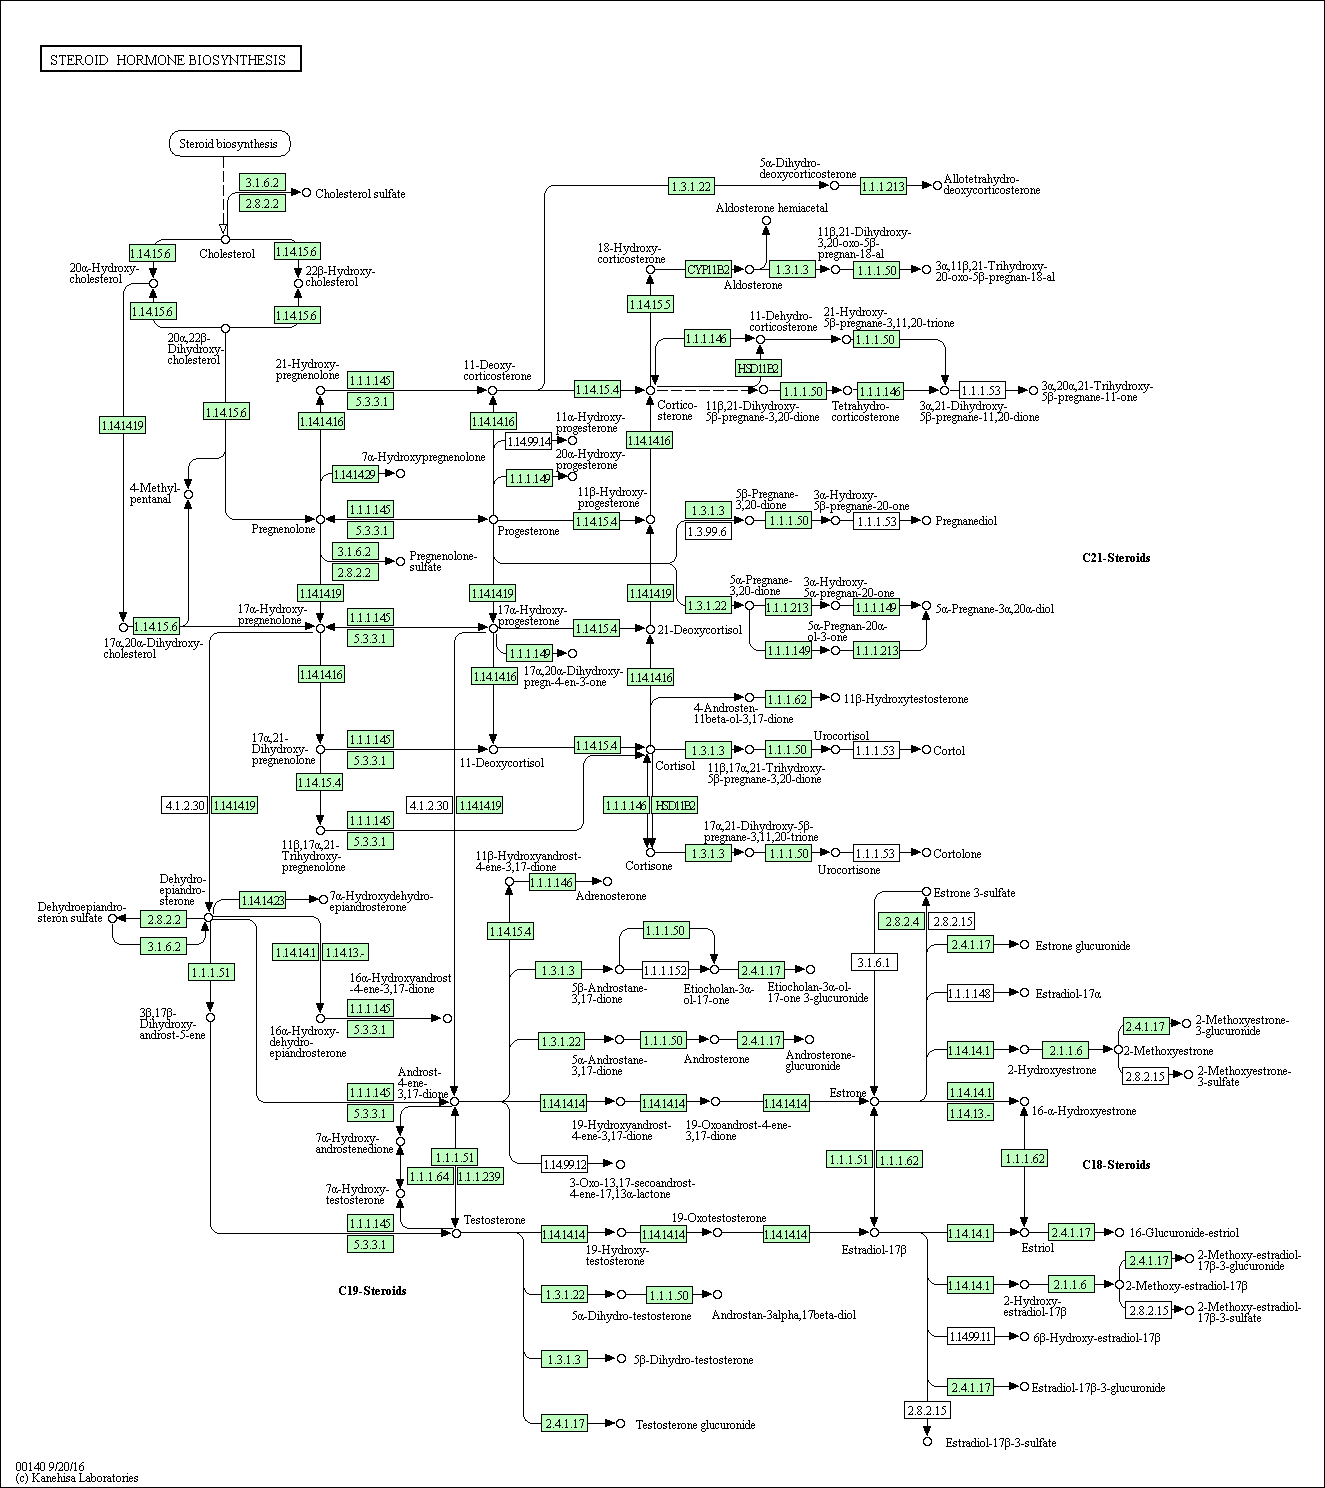 STEROID HORMONE BIOSYNTHESIS
Steroid biosynthesis
3.1.6.2
2.8.2.2
Cholesterol sulfate
Cholesterol
1.14.15.6
1.14.15.6
20α-Hydroxy-
cholesterol
22β-Hydroxy-
cholesterol
1.14.15.6
1.14.15.6
20α,22β-
Dihydroxy-
cholesterol
1.14.14.19
1.14.15.6
4-Methyl-
pentanal
1.14.15.6
17α,20α-Dihydroxy-
cholesterol
21-Hydroxy-
pregnenolone
1.1.1.145
5.3.3.1
1.14.14.16
7α-Hydroxypregnenolone
1.14.14.29
Pregnenolone
1.1.1.145
5.3.3.1
3.1.6.2
2.8.2.2
Pregnenolone-
sulfate
1.14.14.19
17α-Hydroxy-
pregnenolone
1.1.1.145
5.3.3.1
1.14.14.16
17α,21-
Dihydroxy-
pregnenolone
1.1.1.145
5.3.3.1
1.14.15.4
1.1.1.145
5.3.3.1
11β,17α,21-
Trihydroxy-
pregnenolone
11-Deoxy-
corticosterone
1.14.14.16
11α-Hydroxy-
progesterone
1.14.99.14
20α-Hydroxy-
progesterone
1.1.1.149
Progesterone
11β-Hydroxy-
progesterone
1.14.15.4
1.14.14.19
17α-Hydroxy-
progesterone
1.14.15.4
1.1.1.149
17α,20α-Dihydroxy-
pregn-4-en-3-one
1.14.14.16
11-Deoxycortisol
1.14.15.4
1.3.1.22
5α-Dihydro-
deoxycorticosterone
1.1.1.213
Allotetrahydro-
deoxycorticosterone
Aldosterone hemiacetal
18-Hydroxy-
corticosterone
CYP11B2
Aldosterone
1.3.1.3
11β,21-Dihydroxy-
3,20-oxo-5β-
pregnan-18-al
1.1.1.50
3α,11β,21-Trihydroxy-
20-oxo-5β-pregnan-18-al
1.14.15.5
1.1.1.146
11-Dehydro-
corticosterone
21-Hydroxy-
5β-pregnane-3,11,20-trione
1.1.1.50
HSD11B2
1.14.15.4
Cortico-
sterone
11β,21-Dihydroxy-
5β-pregnane-3,20-dione
1.1.1.50
Tetrahydro-
corticosterone
1.1.1.146
3α,21-Dihydroxy-
5β-pregnane-11,20-dione
1.1.1.53
3α,20α,21-Trihydroxy-
5β-pregnane-11-one
1.14.14.16
1.3.1.3
1.3.99.6
5β-Pregnane-
3,20-dione
1.1.1.50
3α-Hydroxy-
5β-pregnane-20-one
1.1.1.53
Pregnanediol
C21-Steroids
1.14.14.19
1.3.1.22
5α-Pregnane-
3,20-dione
1.1.1.213
3α-Hydroxy-
5α-pregnan-20-one
1.1.1.149
5α-Pregnane-3α,20α-diol
5α-Pregnan-20α-
ol-3-one
1.1.1.149
1.1.1.213
21-Deoxycortisol
1.14.14.16
4-Androsten-
11beta-ol-3,17-dione
1.1.1.62
11β-Hydroxytestosterone
Cortisol
1.3.1.3
11β,17α,21-Trihydroxy-
5β-pregnane-3,20-dione
1.1.1.50
Urocortisol
1.1.1.53
Cortol
1.1.1.146
HSD11B2
Cortisone
1.3.1.3
17α,21-Dihydroxy-5β-
pregnane-3,11,20-trione
1.1.1.50
Urocortisone
1.1.1.53
Cortolone
4.1.2.30
1.14.14.19
4.1.2.30
1.14.14.19
Dehydro-
epiandro-
sterone
Dehydroepiandro-
steron sulfate
2.8.2.2
3.1.6.2
1.14.14.23
7α-Hydroxydehydro-
epiandrosterone
1.14.14.1
1.14.13.-
1.1.1.51
16α-Hydroxyandrost
-4-ene-3,17-dione
1.1.1.145
5.3.3.1
16α-Hydroxy-
dehydro-
epiandrosterone
3β,17β-
Dihydroxy-
androst-5-ene
11β-Hydroxyandrost-
4-ene-3,17-dione
1.1.1.146
Adrenosterone
1.14.15.4
1.1.1.50
1.3.1.3
5β-Androstane-
3,17-dione
1.1.1.152
Etiocholan-3α-
ol-17-one
2.4.1.17
Etiocholan-3α-ol-
17-one 3-glucuronide
1.3.1.22
5α-Androstane-
3,17-dione
1.1.1.50
Androsterone
2.4.1.17
Androsterone-
glucuronide
Androst-
4-ene-
3,17-dione
1.1.1.145
5.3.3.1
1.14.14.14
19-Hydroxyandrost-
4-ene-3,17-dione
1.14.14.14
19-Oxoandrost-4-ene-
3,17-dione
1.14.14.14
Estrone
7α-Hydroxy-
androstenedione
1.14.99.12
3-Oxo-13,17-secoandrost-
4-ene-17,13α-lactone
1.1.1.51
1.1.1.64
1.1.1.239
7α-Hydroxy-
testosterone
1.1.1.145
5.3.3.1
Testosterone
1.14.14.14
19-Hydroxy-
testosterone
1.14.14.14
19-Oxotestosterone
1.14.14.14
Estradiol-17β
C19-Steroids
1.3.1.22
5α-Dihydro-testosterone
1.1.1.50
Androstan-3alpha,17beta-diol
1.3.1.3
5β-Dihydro-testosterone
2.4.1.17
Testosterone glucuronide
Estrone 3-sulfate
2.8.2.4
2.8.2.15
3.1.6.1
2.4.1.17
Estrone glucuronide
1.1.1.148
Estradiol-17α
1.14.14.1
2-Hydroxyestrone
2.1.1.6
2-Methoxyestrone
2.4.1.17
2-Methoxyestrone-
3-glucuronide
2.8.2.15
2-Methoxyestrone-
3-sulfate
1.14.14.1
1.14.13.-
16-α-Hydroxyestrone
1.1.1.51
1.1.1.62
1.1.1.62
C18-Steroids
1.14.14.1
Estriol
2.4.1.17
16-Glucuronide-estriol
1.14.14.1
2-Hydroxy-
estradiol-17β
2.1.1.6
2-Methoxy-estradiol-17β
2.4.1.17
2-Methoxy-estradiol-
17β-3-glucuronide
2.8.2.15
2-Methoxy-estradiol-
17β-3-sulfate
1.14.99.11
6β-Hydroxy-estradiol-17β
2.4.1.17
Estradiol-17β-3-glucuronide
2.8.2.15
Estradiol-17β-3-sulfate
00140 9/20/16
(c) Kanehisa Laboratories